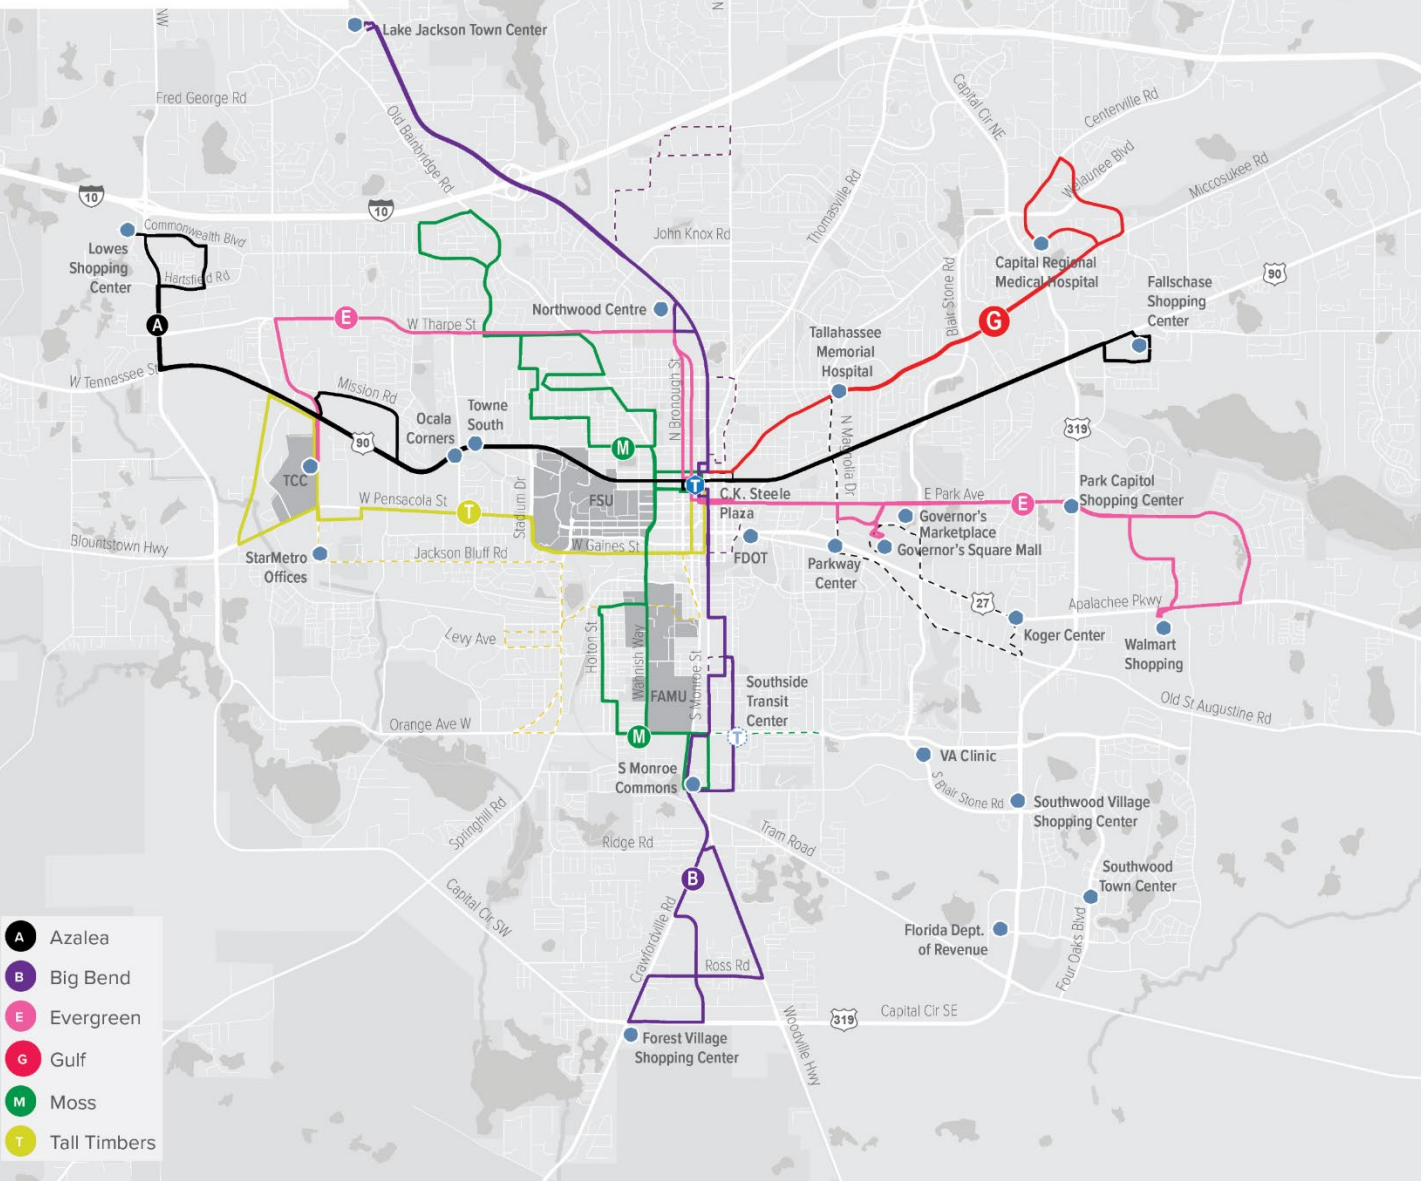 NW
N
Lake Jackson Town Center
Fred George Rd
Old Bainbridge Rd
Capital Cir NE
Centerville Rd
Welaunee Blvd
Miccosukee Rd
Thomasville Rd
10
10
Commonwealth Blvd
Lowes
Shopping
Center
Hartsfield Rd
John Knox Rd
Capital Regional
Medical Hospital
90
Fallschase
Shopping
Center
Blair Stone Rd
Northwood Centre
A
E
W Tharpe St
G
Tallahassee
Memorial
Hospital
W Tennessee St
Mission Rd
N Bronough St
Ocala
Corners
Towne
South
90
M
N Magnolia Dr
319
TCC
FSU
T
C.K. Steele
Plaza
E Park Ave
E
Park Capitol
Shopping Center
W Pensacola St
T
Stadium Dr
Governor's
Marketplace
Governor's Square Mall
Blountstown Hwy
StarMetro
Offices
Jackson Bluff Rd
W Gaines St
FDOT
Parkway
Center
27
Apalachee Pkwy
Koger Center
Walmart
Shopping
Levy Ave
Holton St
Wahnish Way
FAMU
S Monroe St
Southside
Transit
Center
T
Old St Augustine Rd
Orange Ave W
M
S Monroe
Commons
VA Clinic
S Blair Stone Rd
Southwood Village
Shopping Center
Springhill Rd
Ridge Rd
Tram Road
Southwood
Town Center
B
Capital Cir SW
Crawfordville Rd
Ross Rd
Florida Dept.
of Revenue
Four Oaks Blvd
Woodville Hwy
319
Capital Cir SE
Forest Village
Shopping Center
A Azalea
B Big Bend
E Evergreen
G Gulf
M Moss
T Tall Timbers